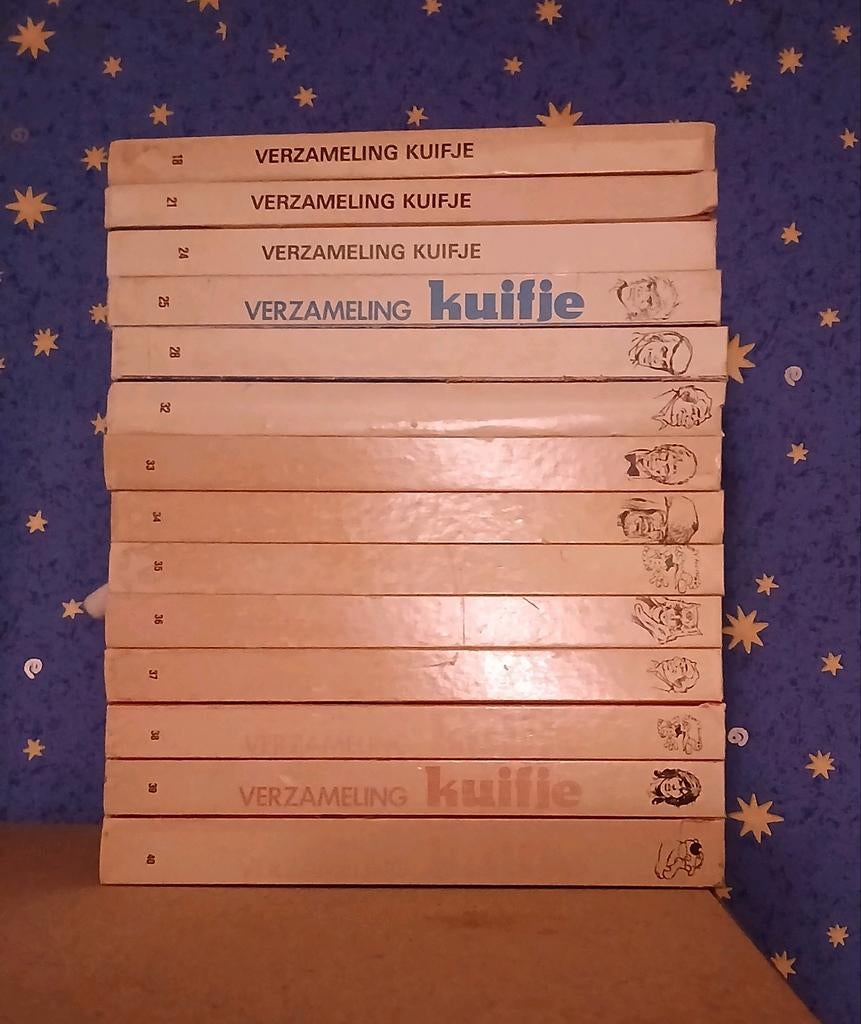 18 VERZAMELING KUIFJE
21 VERZAMELING KUIFJE
24 VERZAMELING KUIFJE
25 VERZAMELING kuifje
28
32
33
34
35
36
37
38 VERZAMELING
39 VERZAMELING kuifje
40